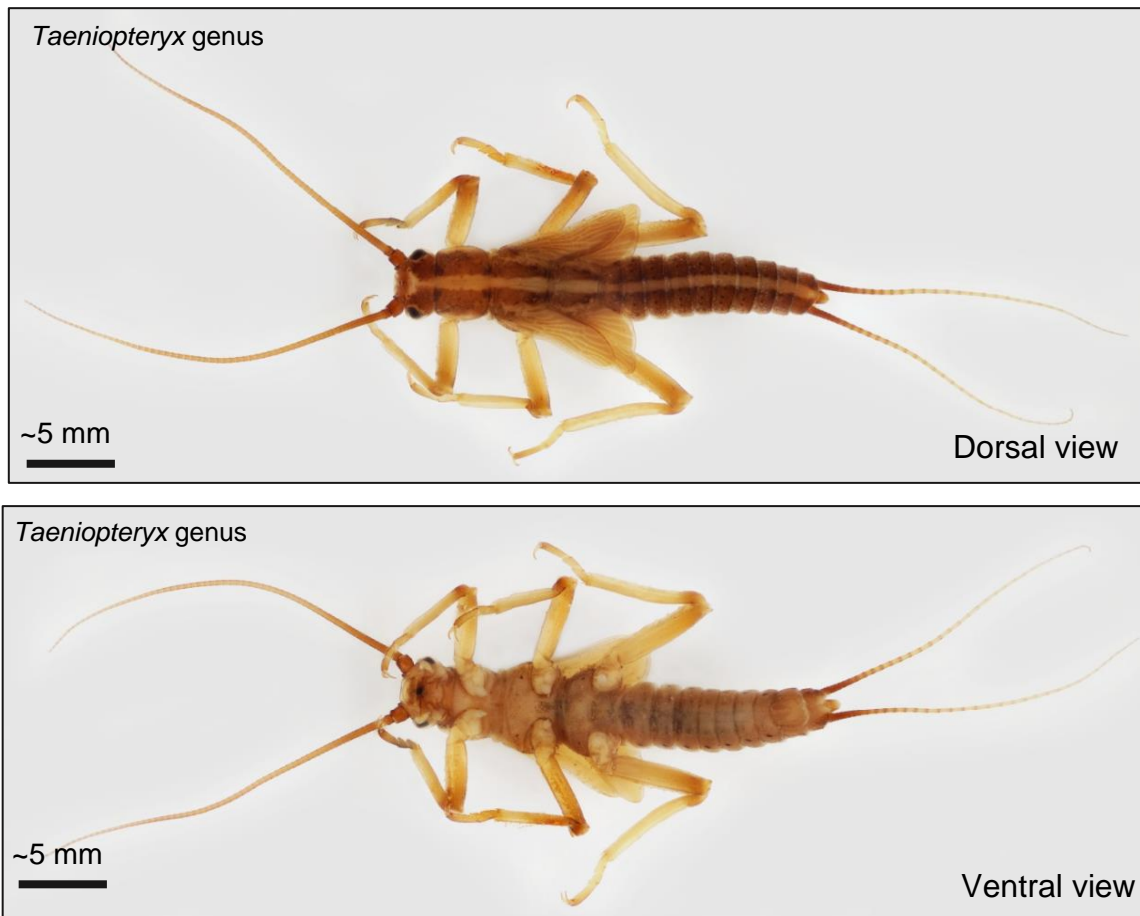 Taeniopteryx genus
~5 mm
Dorsal view
Taeniopteryx genus
~5 mm
Ventral view